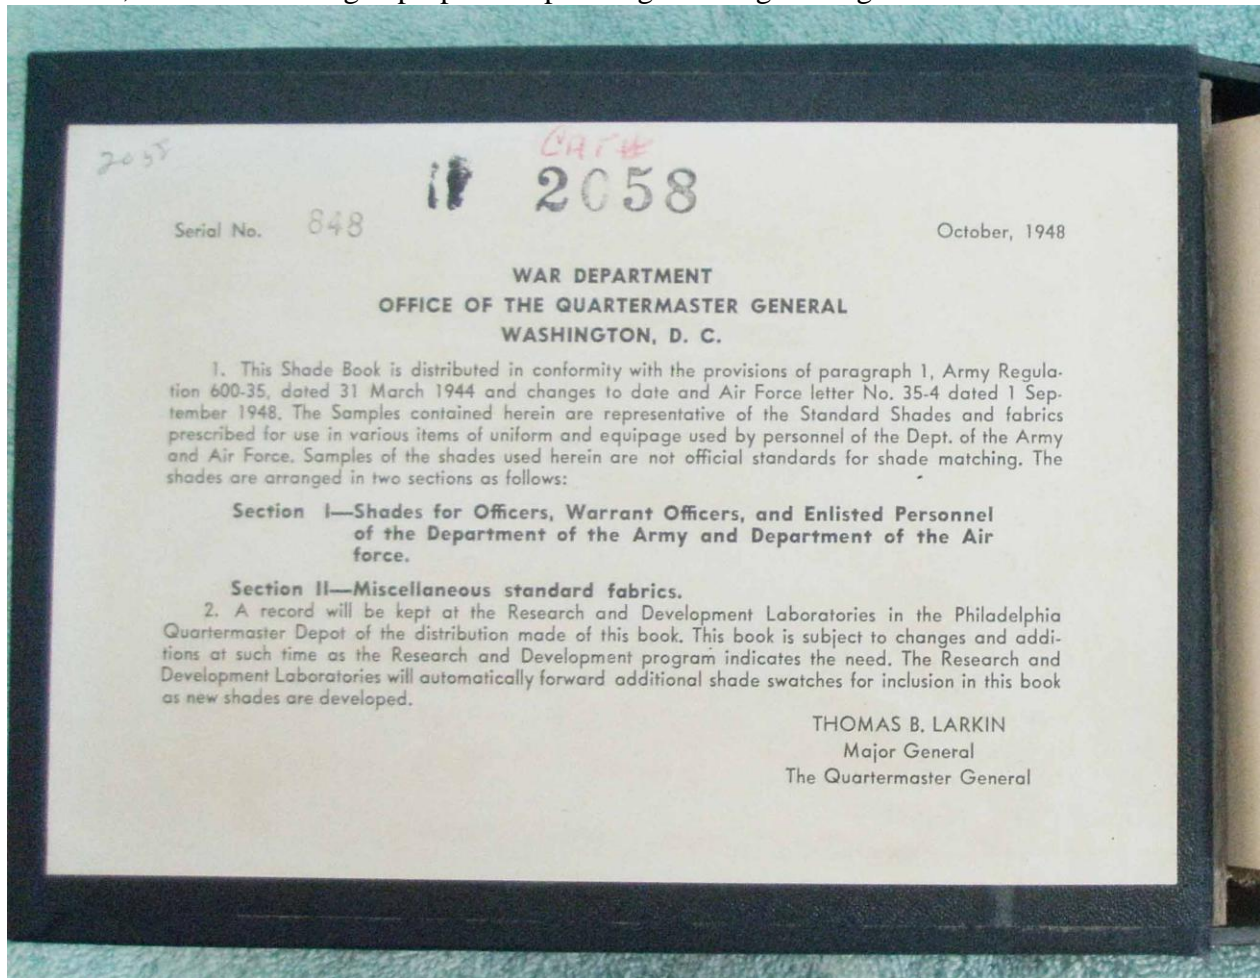 2058
CAT#
2058
Serial No. 848 October, 1948
WAR DEPARTMENT
OFFICE OF THE QUARTERMASTER GENERAL
WASHINGTON, D. C.
1. This Shade Book is distributed in conformity with the provisions of paragraph 1, Army Regula-
tion 600-35, dated 31 March 1944 and changes to date and Air Force letter No. 35-4 dated 1 Sep-
tember 1948. The Samples contained herein are representative of the Standard Shades and fabrics
prescribed for use in various items of uniform and equipage used by personnel of the Dept. of the Army
and Air Force. Samples of the shades used herein are not official standards for shade matching. The
shades are arranged in two sections as follows:
Section I—Shades for Officers, Warrant Officers, and Enlisted Personnel
of the Department of the Army and Department of the Air
force.
Section II—Miscellaneous standard fabrics.
2. A record will be kept at the Research and Development Laboratories in the Philadelphia
Quartermaster Depot of the distribution made of this book. This book is subject to changes and addi-
tions at such time as the Research and Development program indicates the need. The Research and
Development Laboratories will automatically forward additional shade swatches for inclusion in this book
as new shades are developed.
THOMAS B. LARKIN
Major General
The Quartermaster General